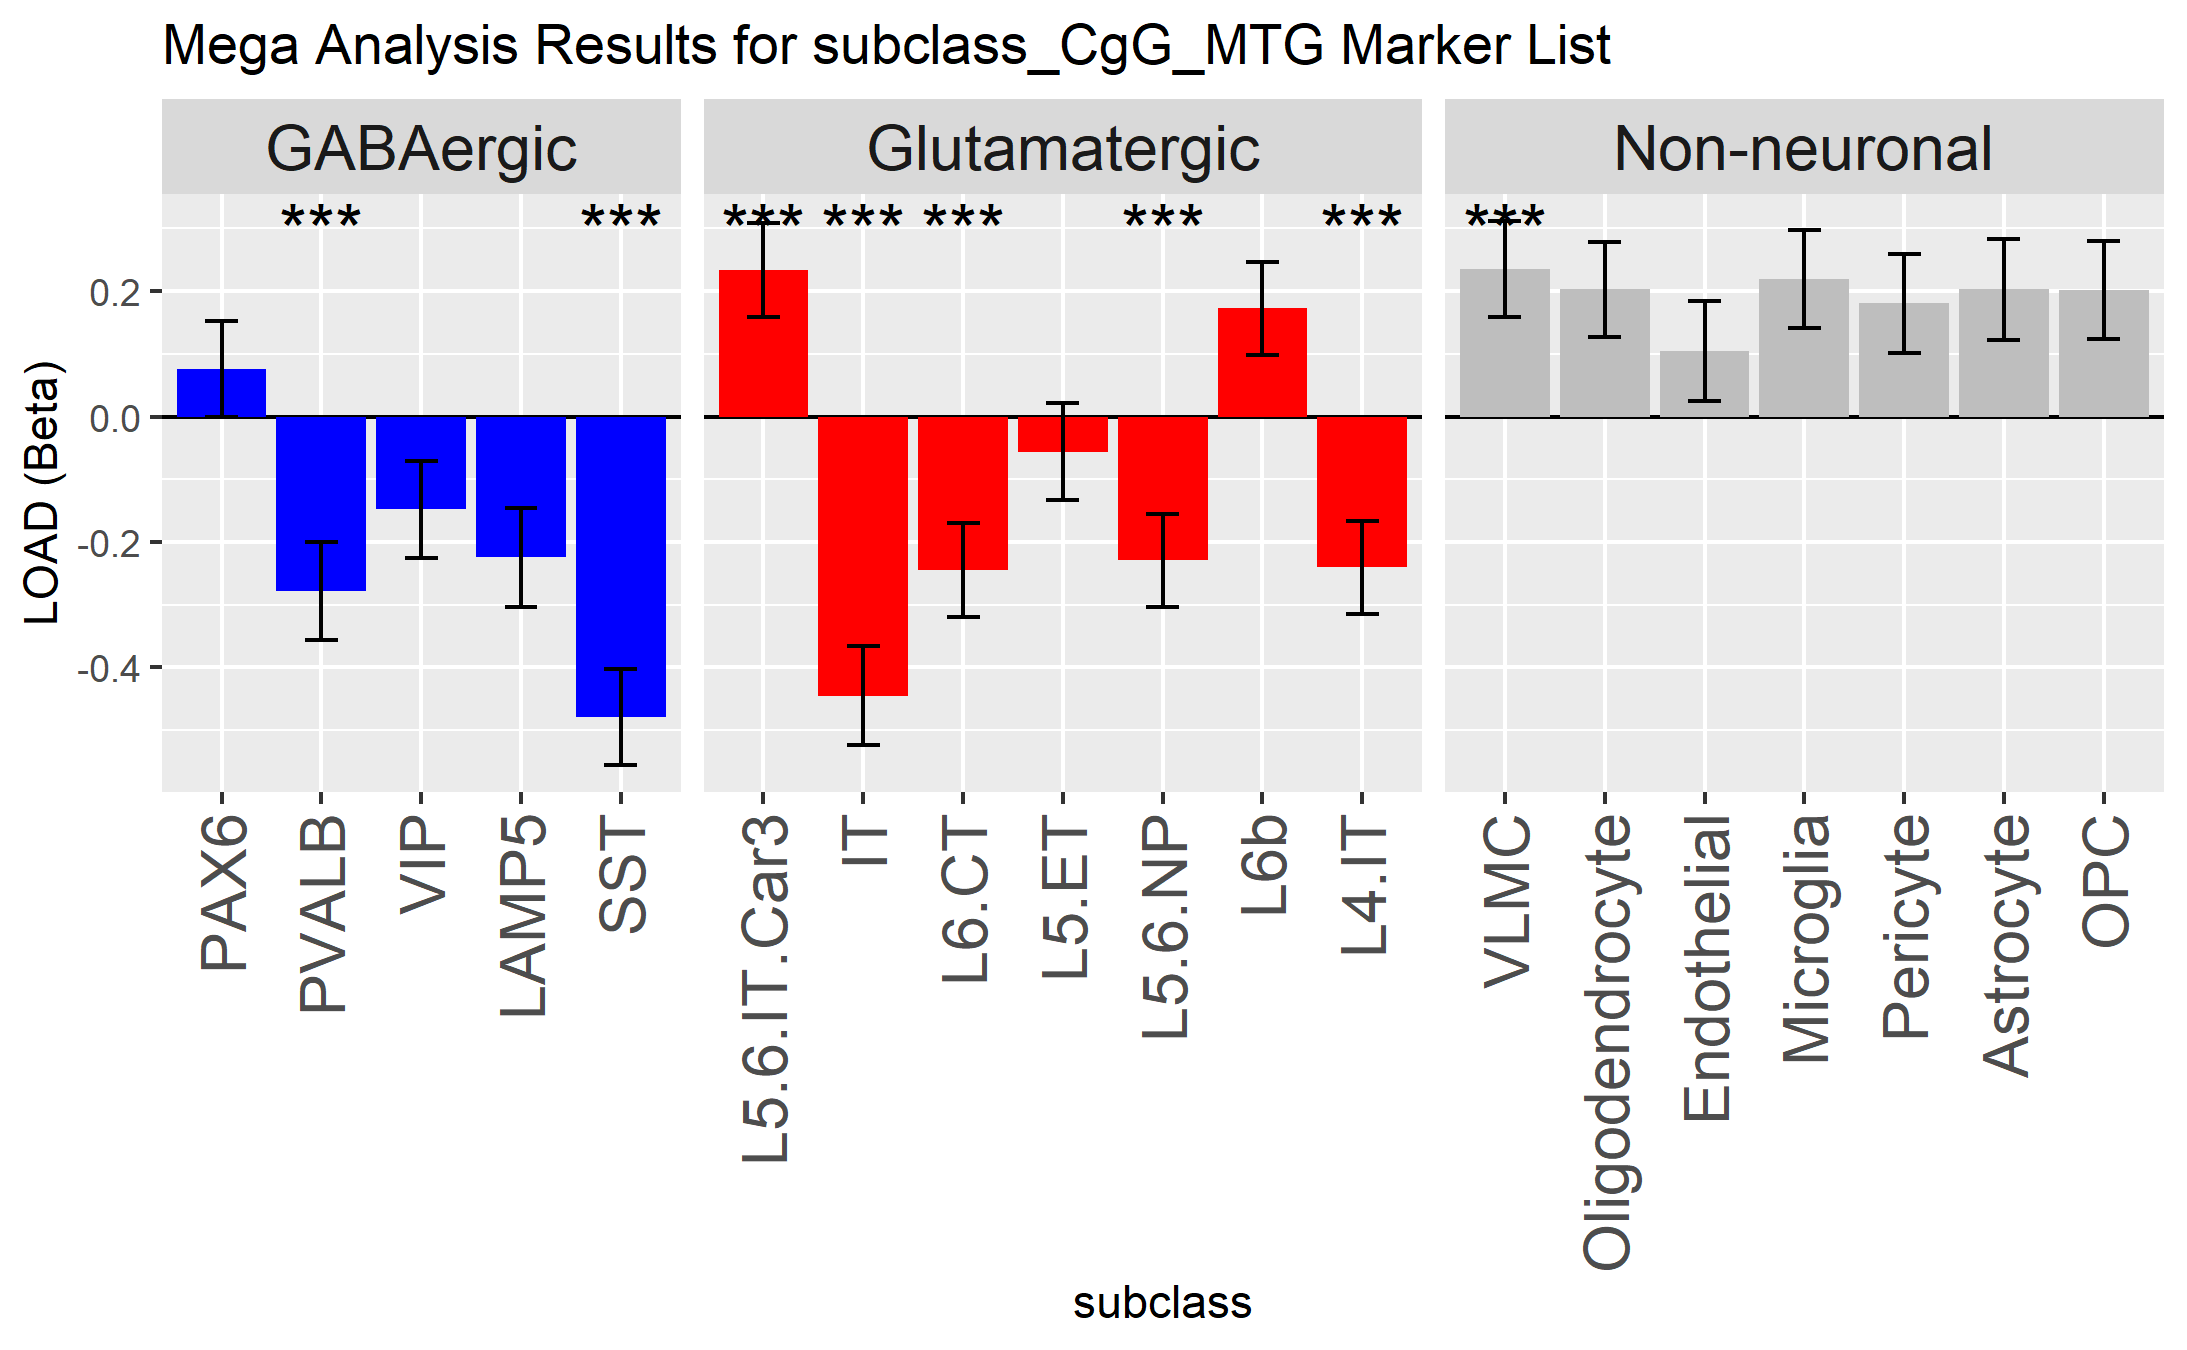 Mega Analysis Results for subclass_CgG_MTG Marker List
GABAergic
Glutamatergic
Non-neuronal
*** *** *** *** *** *** *** ***
LOAD (Beta)
0.2
0.0
-0.2
-0.4
PAX6
PVALB
VIP
LAMP5
SST
L5.6.IT.Car3
IT
L6.CT
L5.ET
L5.6.NP
L6b
L4.IT
VLMC
Oligodendrocyte
Endothelial
Microglia
Pericyte
Astrocyte
OPC
subclass